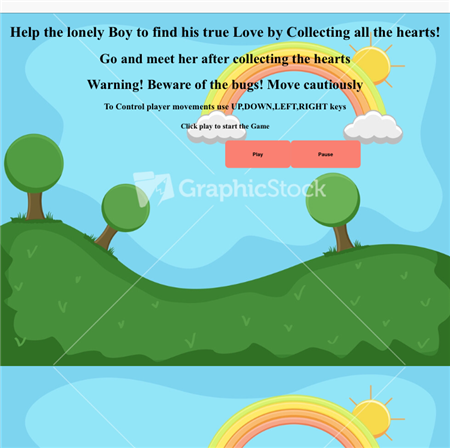 Help the lonely Boy to find his true Love by Collecting all the hearts!
Go and meet her after collecting the hearts
Warning! Beware of the bugs! Move cautiously
To Control player movements use UP,DOWN,LEFT,RIGHT keys
Click play to start the Game
Play Pause
GraphicStock